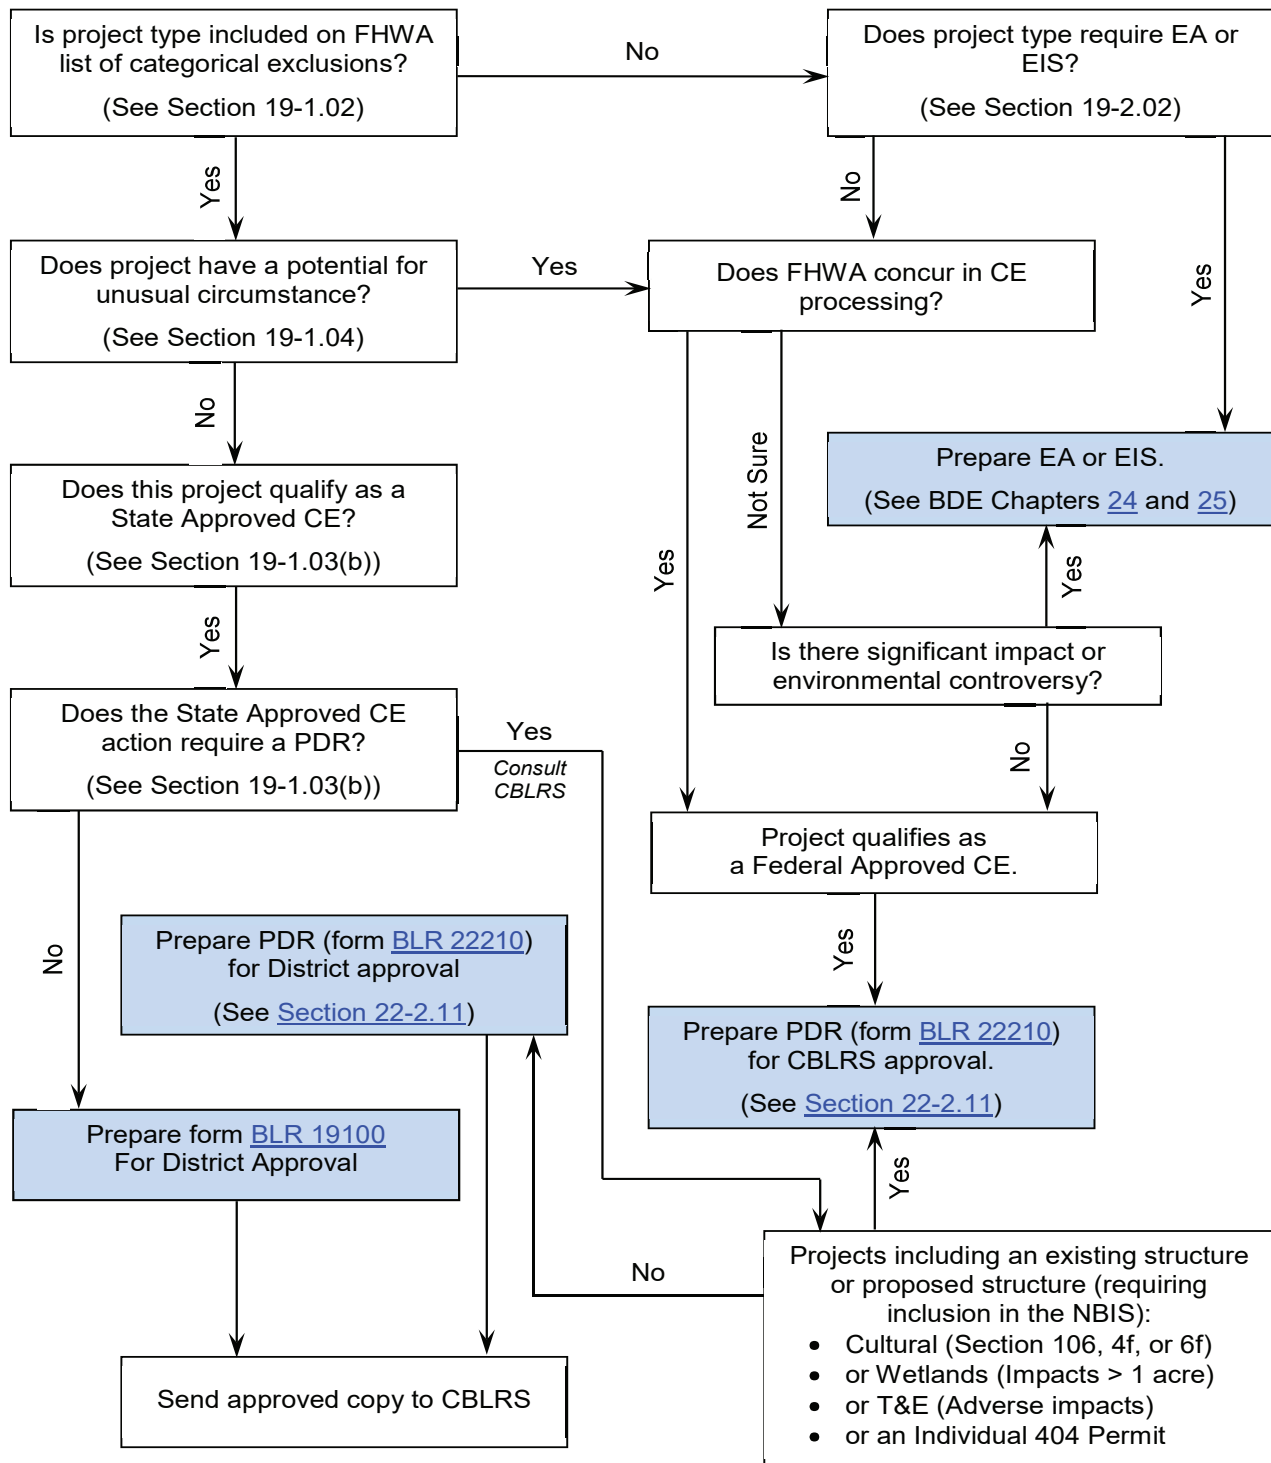 Is project type included on FHWA
list of categorical exclusions?
(See Section 19-1.02)
No
Does project type require EA or
EIS?
(See Section 19-2.02)
Yes
No
Yes
Does project have a potential for
unusual circumstance?
(See Section 19-1.04)
Yes
Does FHWA concur in CE
processing?
No
Yes
Not Sure
Prepare EA or EIS.
(See BDE Chapters 24 and 25)
Does this project qualify as a
State Approved CE?
(See Section 19-1.03(b))
Yes
Yes
Is there significant impact or
environmental controversy?
No
Does the State Approved CE
action require a PDR?
(See Section 19-1.03(b))
Yes
Consult
CBLRS
No
Project qualifies as
a Federal Approved CE.
Yes
Prepare PDR (form BLR 22210)
for District approval
(See Section 22-2.11)
Prepare PDR (form BLR 22210)
for CBLRS approval.
(See Section 22-2.11)
Prepare form BLR 19100
For District Approval
Yes
No
Projects including an existing structure
or proposed structure (requiring
inclusion in the NBIS):
• Cultural (Section 106, 4f, or 6f)
• or Wetlands (Impacts > 1 acre)
• or T&E (Adverse impacts)
• or an Individual 404 Permit
Send approved copy to CBLRS